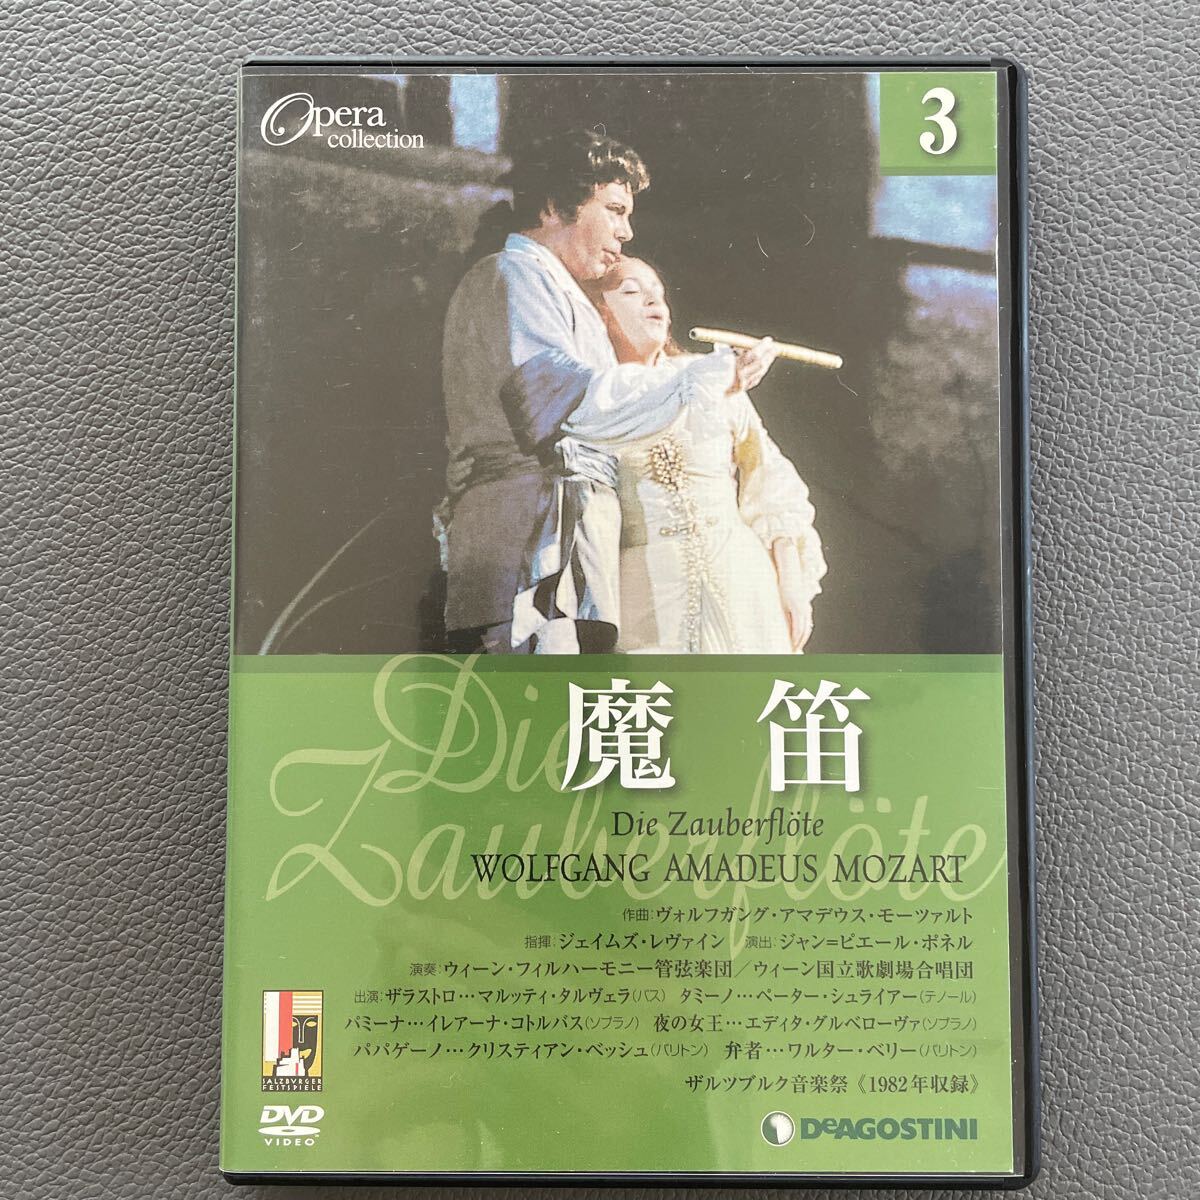 Opera
collection
3
Die
Zauberflöte
魔笛
Die Zauberflöte
WOLFGANG AMADEUS MOZART
作曲:ヴォルフガング・アマデウス・モーツァルト
指揮:ジェイムズ・レヴァイン 演出:ジャン=ピエール・ポネル
演奏:ウィーン・フィルハーモニー管弦楽団/ウィーン国立歌劇場合唱団
出演:ザラストロ…マルッティ・タルヴェラ(バス) タミーノ…ペーター・シュライアー(テノール)
パミーナ…イレアーナ・コトルバス(ソプラノ) 夜の女王…エディタ・グルベローヴァ(ソプラノ)
パパゲーノ…クリスティアン・ベッシュ(バリトン) 弁者…ワルター・ベリー(バリトン)
ザルツブルク音楽祭《1982年収録》
SALZBURGER
FESTSPIELE
DVD
VIDEO
DeAGOSTINI